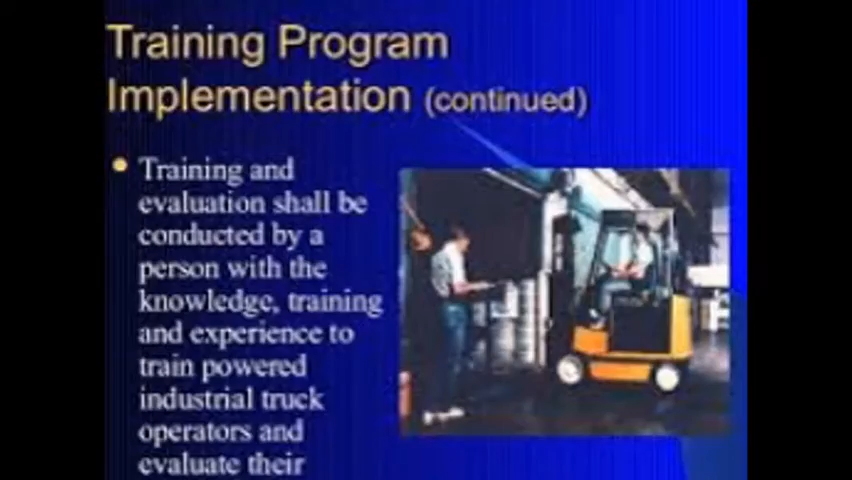 Training Program
Implementation (continued)
• Training and
evaluation shall be
conducted by a
person with the
knowledge, training
and experience to
train powered
industrial truck
operators and
evaluate their